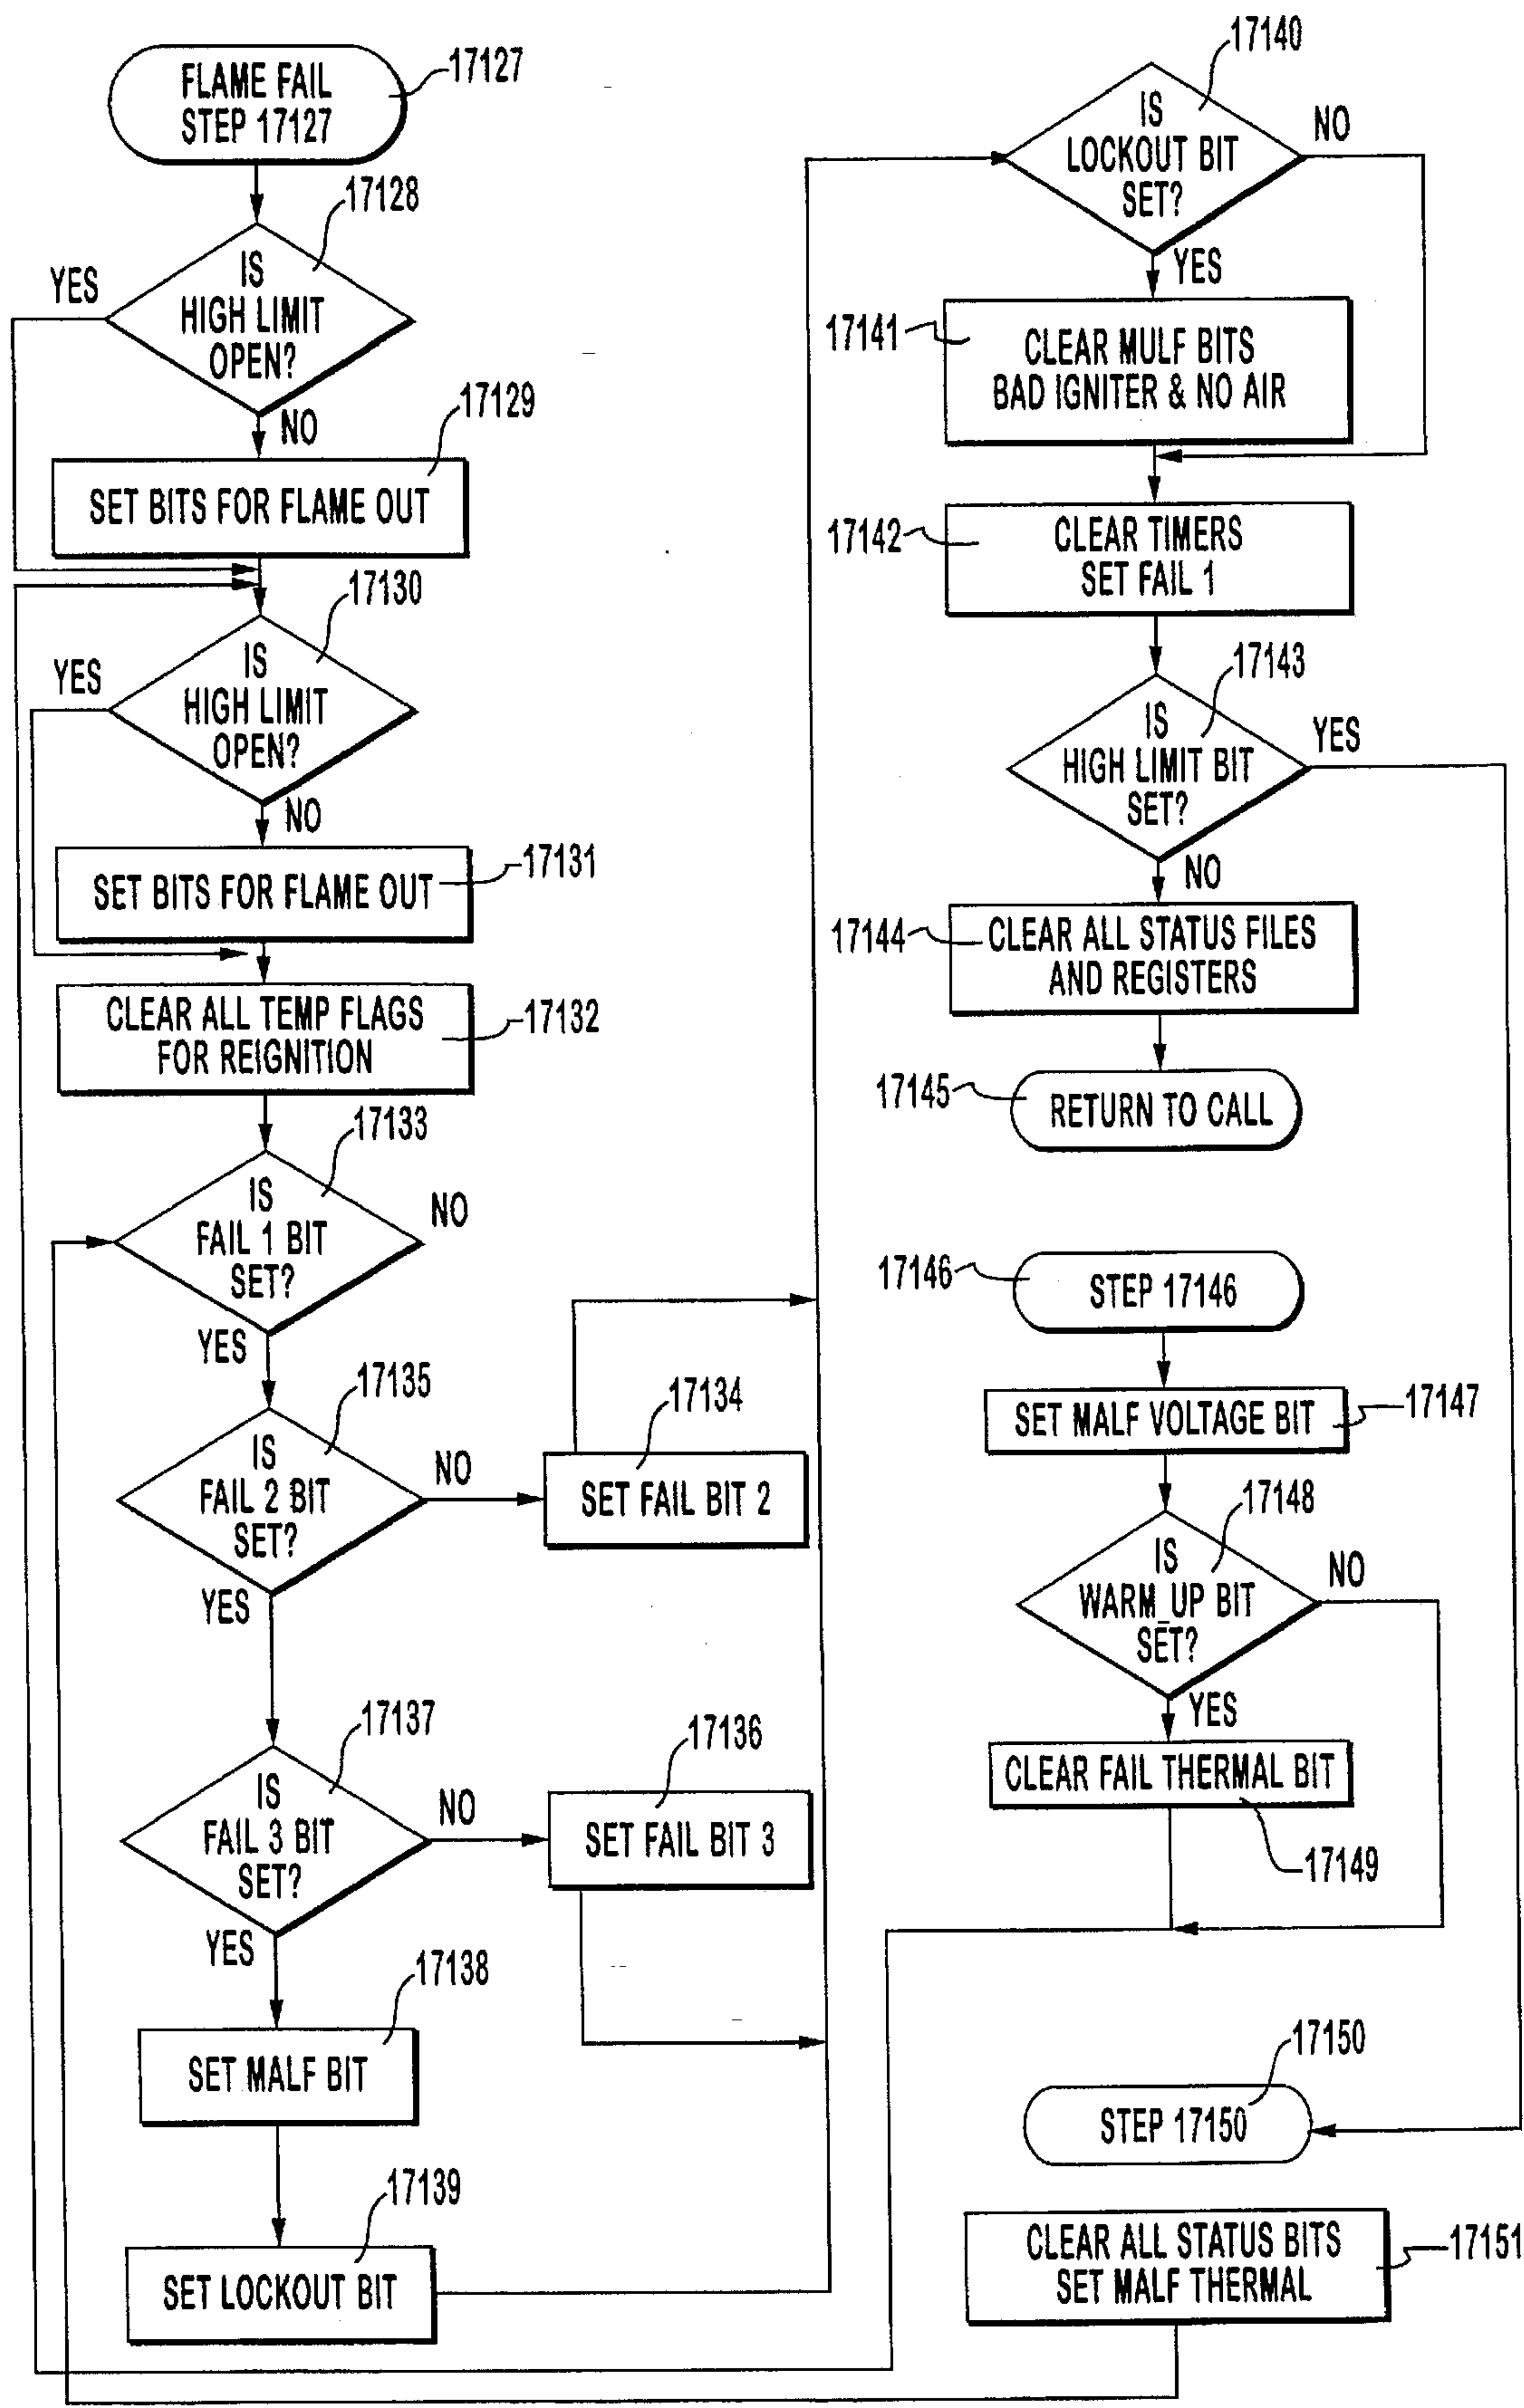 FLAME FAIL
STEP 17127
17127
17128
YES
IS
HIGH LIMIT
OPEN?
NO
17129
SET BITS FOR FLAME OUT
17130
YES
IS
HIGH LIMIT
OPEN?
NO
SET BITS FOR FLAME OUT
17131
CLEAR ALL TEMP FLAGS
FOR REIGNITION
17132
17133
IS
FAIL 1 BIT
SET?
NO
YES
17135
IS
FAIL 2 BIT
SET?
NO
YES
17134
SET FAIL BIT 2
17137
IS
FAIL 3 BIT
SET?
NO
YES
17136
SET FAIL BIT 3
17138
SET MALF BIT
17139
SET LOCKOUT BIT
17140
IS
LOCKOUT BIT
SET?
NO
YES
17141
CLEAR MULF BITS
BAD IGNITER & NO AIR
17142
CLEAR TIMERS
SET FAIL 1
17143
IS
HIGH LIMIT BIT
SET?
YES
NO
17144
CLEAR ALL STATUS FILES
AND REGISTERS
17145
RETURN TO CALL
17146
STEP 17146
SET MALF VOLTAGE BIT
17147
17148
IS
WARM_UP BIT
SET?
NO
YES
CLEAR FAIL THERMAL BIT
17149
17150
STEP 17150
CLEAR ALL STATUS BITS
SET MALF THERMAL
17151